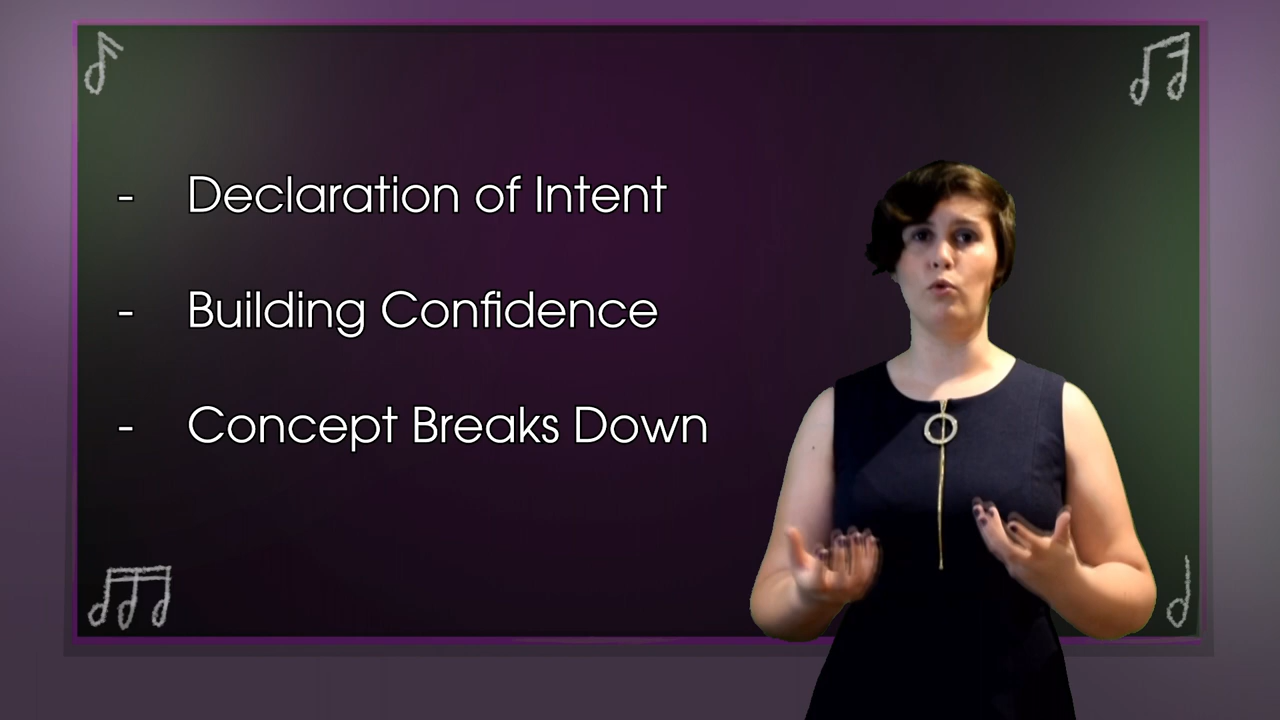 - Declaration of Intent
- Building Confidence
- Concept Breaks Down